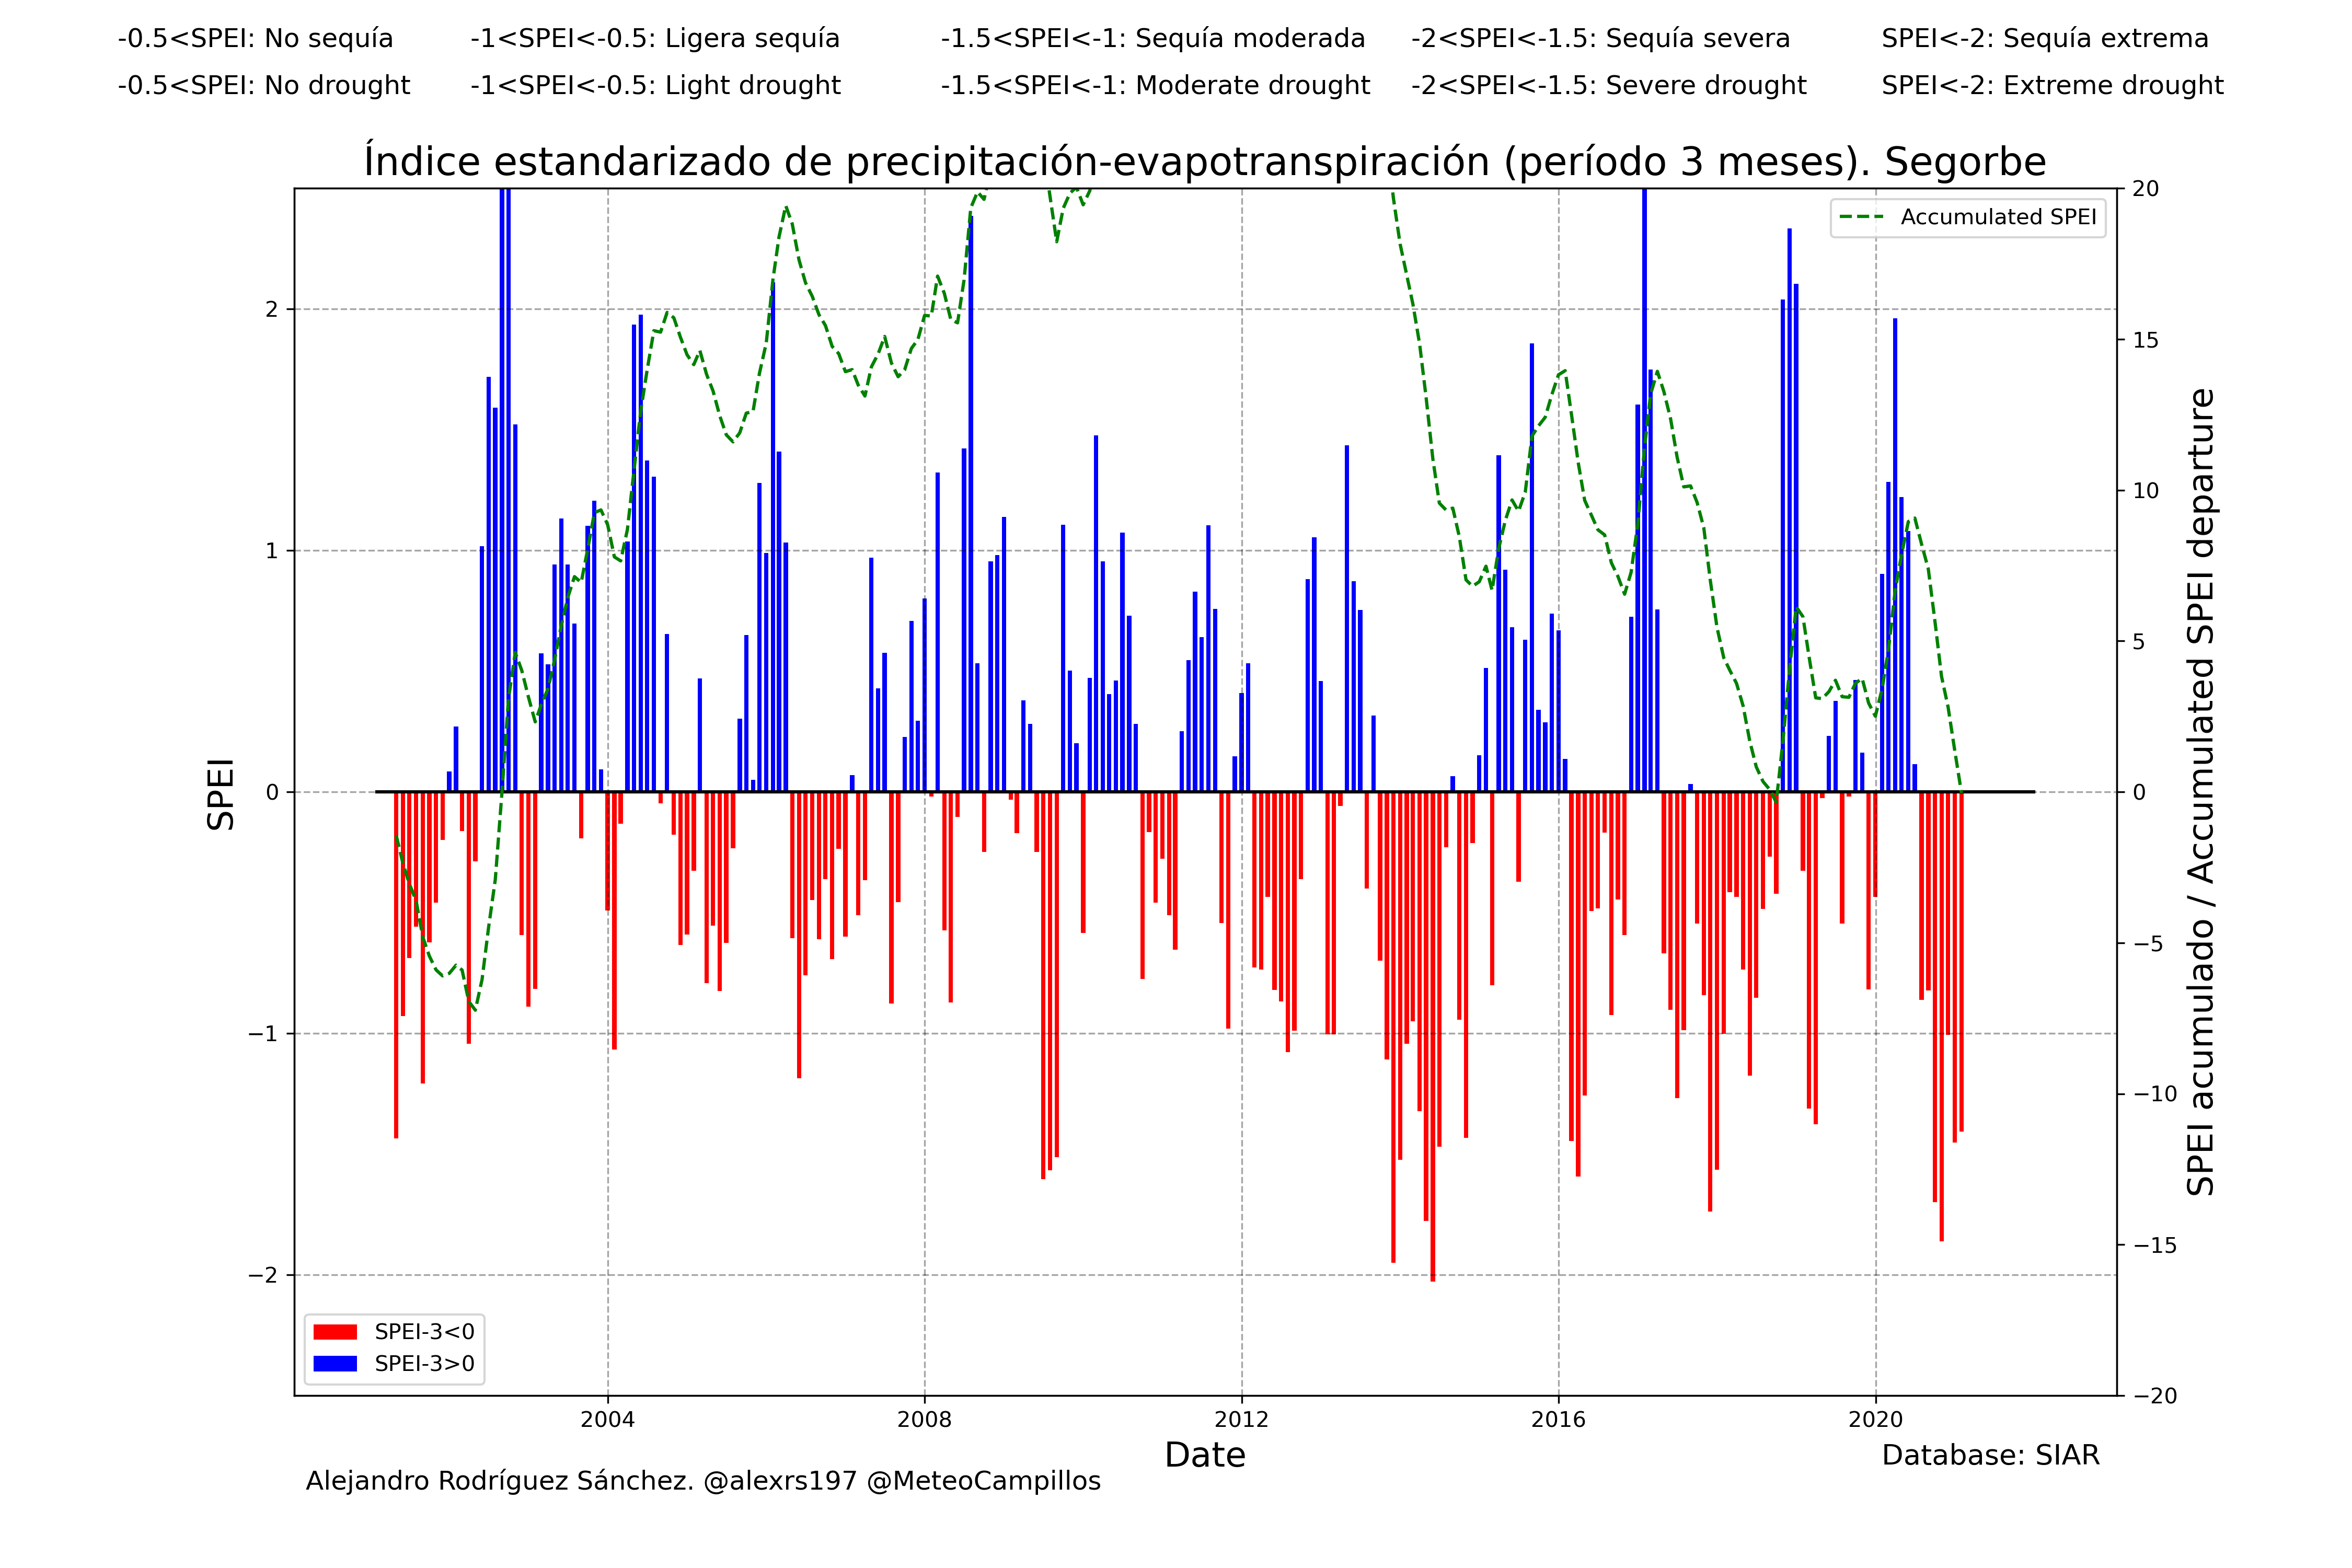 -0.5<SPEI: No sequía -1<SPEI<-0.5: Ligera sequía -1.5<SPEI<-1: Sequía moderada -2<SPEI<-1.5: Sequía severa SPEI<-2: Sequía extrema
-0.5<SPEI: No drought -1<SPEI<-0.5: Light drought -1.5<SPEI<-1: Moderate drought -2<SPEI<-1.5: Severe drought SPEI<-2: Extreme drought
Índice estandarizado de precipitación-evapotranspiración (período 3 meses). Segorbe
Accumulated SPEI
SPEI
2
1
0
−1
−2
20
15
10
5
0
−5
−10
−15
−20
SPEI acumulado / Accumulated SPEI departure
SPEI-3<0
SPEI-3>0
2004 2008 2012 2016 2020
Date
Database: SIAR
Alejandro Rodríguez Sánchez. @alexrs197 @MeteoCampillos